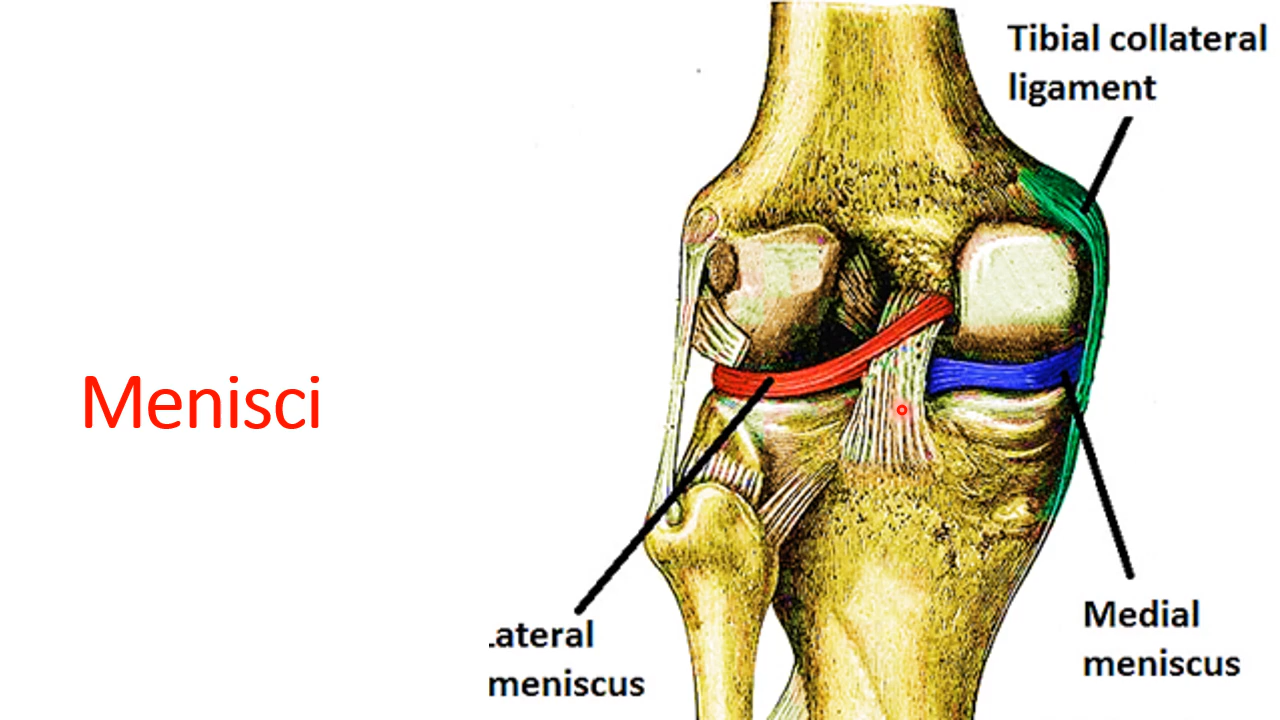 Tibial collateral
ligament
Menisci
.ateral
meniscus
Medial
meniscus